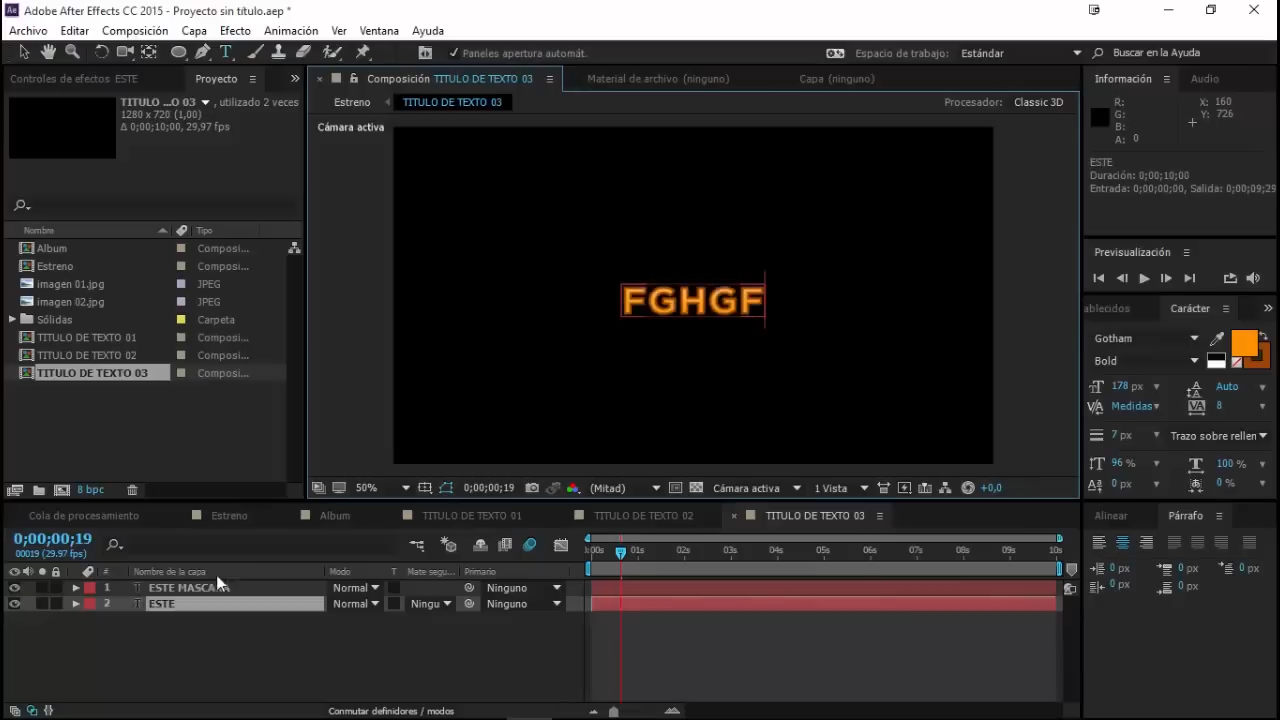 Adobe After Effects CC 2015 - Proyecto sin título.aep *
Archivo Editar Composición Capa Efecto Animación Ver Ventana Ayuda
Paneles apertura automát. Espacio de trabajo: Estándar Buscar en la Ayuda
Controles de efectos ESTE Proyecto
TITULO ...O 03 , utilizado 2 veces
1280 x 720 (1,00)
Δ 0;00;10;00, 29,97 fps
Nombre Tipo
Album Composi...
Estreno Composi...
imagen 01.jpg JPEG
imagen 02.jpg JPEG
Sólidas Carpeta
TITULO DE TEXTO 01 Composi...
TITULO DE TEXTO 02 Composi...
TITULO DE TEXTO 03 Composi...
8 bpc
Composición TITULO DE TEXTO 03 Material de archivo (ninguno) Capa (ninguno)
Estreno TITULO DE TEXTO 03 Procesador: Classic 3D
Cámara activa
FGHGF
50% 0;00;00;19 (Mitad) Cámara activa 1 Vista +0,0
Información Audio
R: X: 160
G: Y: 726
B:
A: 0
ESTE
Duración: 0;00;10;00
Entrada: 0;00;00;00, Salida: 0;00;09;29
Previsualización
ablecidos Carácter
Gotham
Bold
178 px Auto
Medidas 8
7 px Trazo sobre rellen
96 % 100 %
0 px 0 %
Alinear Párrafo
0 px 0 px 0 px
0 px 0 px
Cola de procesamiento Estreno Album TITULO DE TEXTO 01 TITULO DE TEXTO 02 TITULO DE TEXTO 03
0;00;00;19
00019 (29.97 fps)
:00s 01s 02s 03s 04s 05s 06s 07s 08s 09s 10s
# Nombre de la capa Modo T Mate segu... Primario
1 ESTE MASCARA Normal Ninguno
2 ESTE Normal Ningu Ninguno
Conmutar definidores / modos